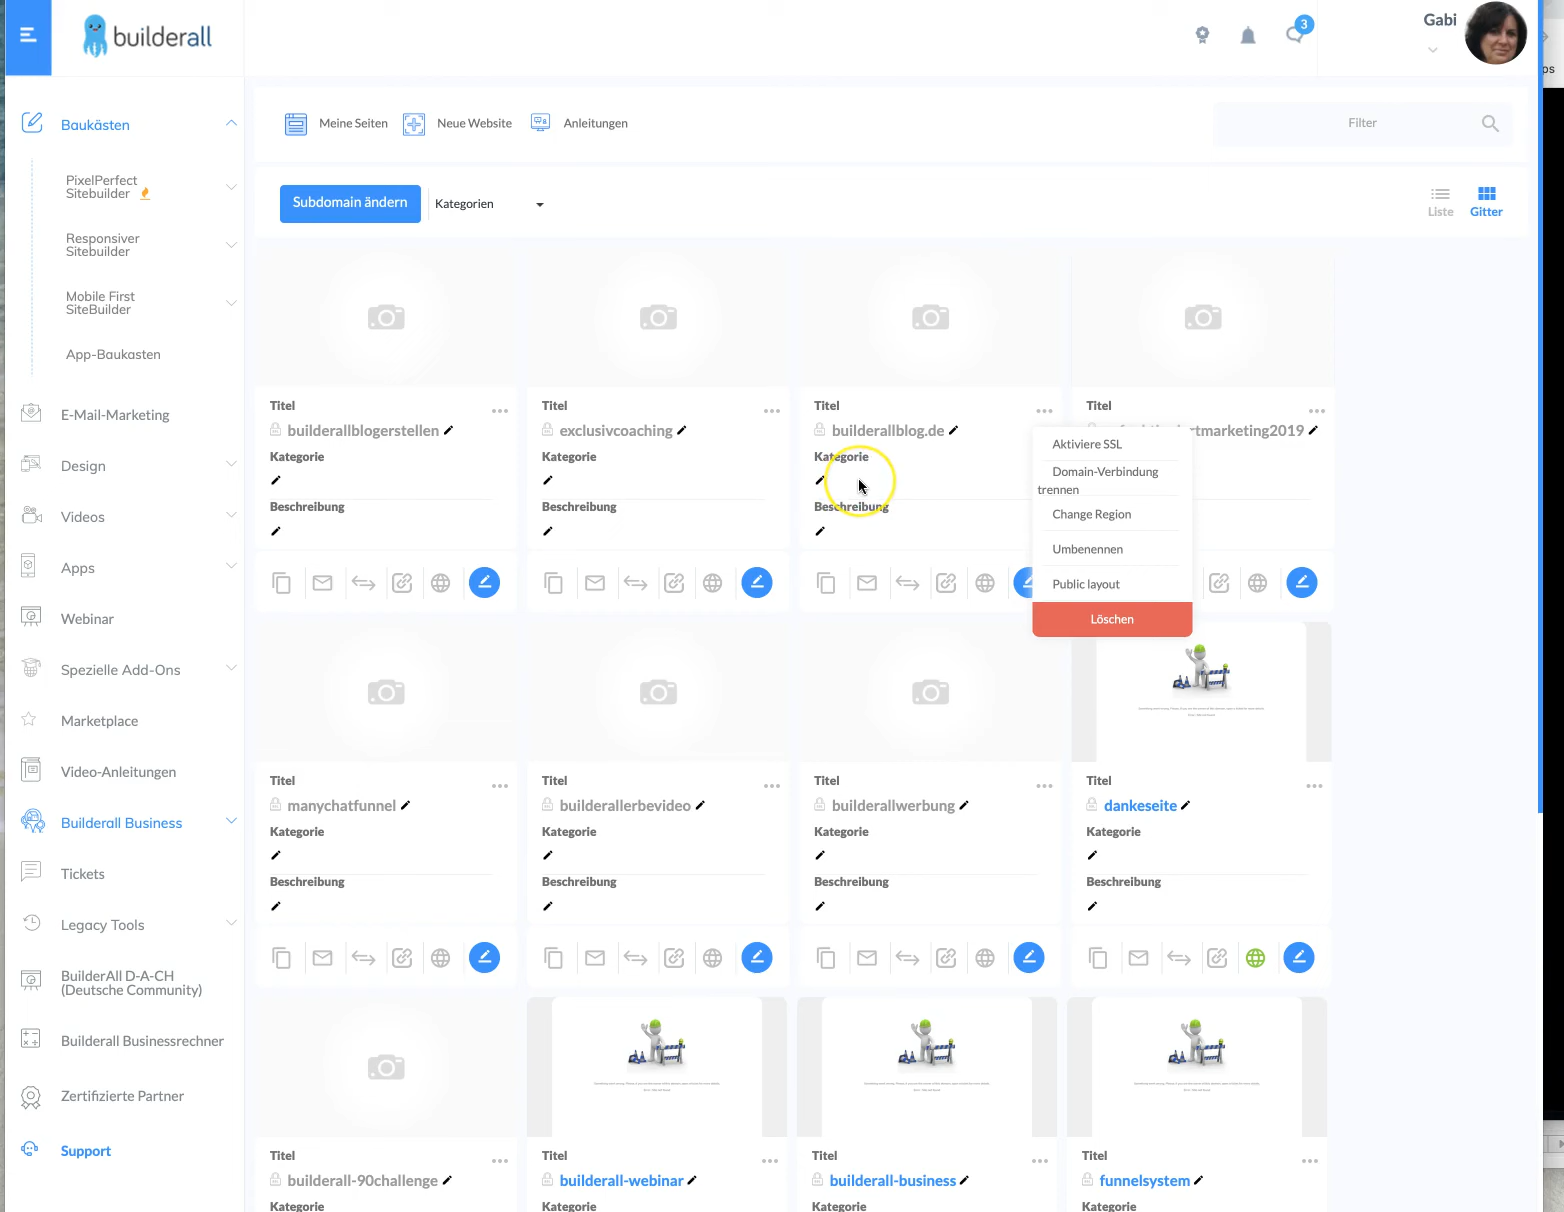 builderall
3
Gabi
ps
Baukästen
PixelPerfect
Sitebuilder
Responsiver
Sitebuilder
Mobile First
SiteBuilder
App-Baukasten
E-Mail-Marketing
Design
Videos
Apps
Webinar
Spezielle Add-Ons
Marketplace
Video-Anleitungen
Builderall Business
Tickets
Legacy Tools
BuilderAll D-A-CH
(Deutsche Community)
Builderall Businessrechner
Zertifizierte Partner
Support
Meine Seiten
Neue Website
Anleitungen
Filter
Subdomain ändern
Kategorien
Liste
Gitter
Titel
builderallblogerstellen
Kategorie
Beschreibung
Titel
exclusivcoaching
Kategorie
Beschreibung
Titel
builderallblog.de
Kategorie
Beschreibung
Titel
rtmarketing2019
Aktiviere SSL
Domain-Verbindung
trennen
Change Region
Umbenennen
Public layout
Löschen
Titel
manychatfunnel
Kategorie
Beschreibung
Titel
builderallerbevideo
Kategorie
Beschreibung
Titel
builderallwerbung
Kategorie
Beschreibung
Titel
dankeseite
Kategorie
Beschreibung
Titel
builderall-90challenge
Kategorie
Titel
builderall-webinar
Kategorie
Titel
builderall-business
Kategorie
Titel
funnelsystem
Kategorie